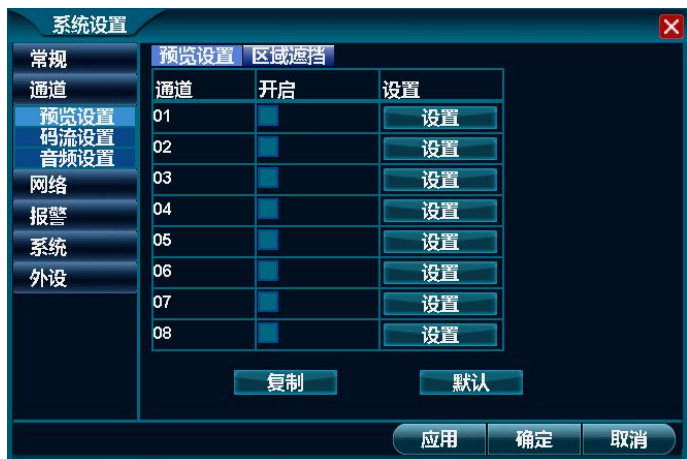 系统设置
常规
通道
预览设置
码流设置
音频设置
网络
报警
系统
外设
预览设置 区域遮挡
通道 开启 设置
01 设置
02 设置
03 设置
04 设置
05 设置
06 设置
07 设置
08 设置
复制 默认
应用 确定 取消